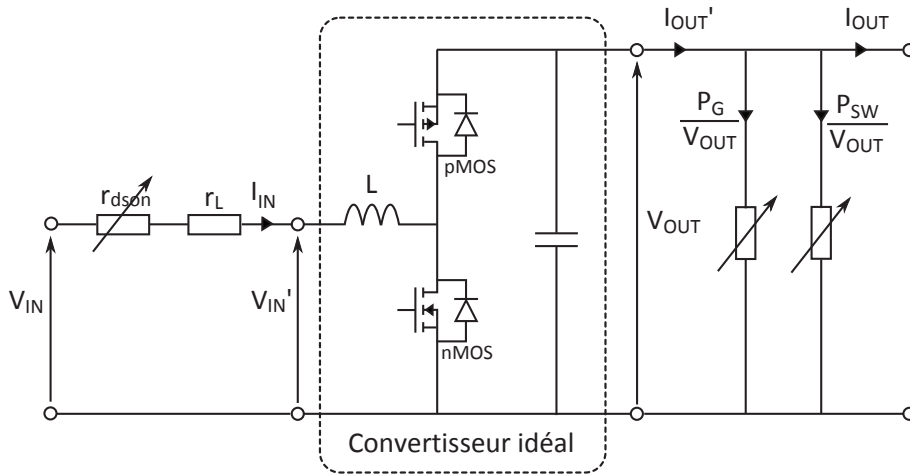 I_OUT'
I_OUT
P_G
V_OUT
P_SW
V_OUT
pMOS
r_dson
r_L
I_IN
L
V_OUT
V_IN
V_IN'
nMOS
Convertisseur idéal